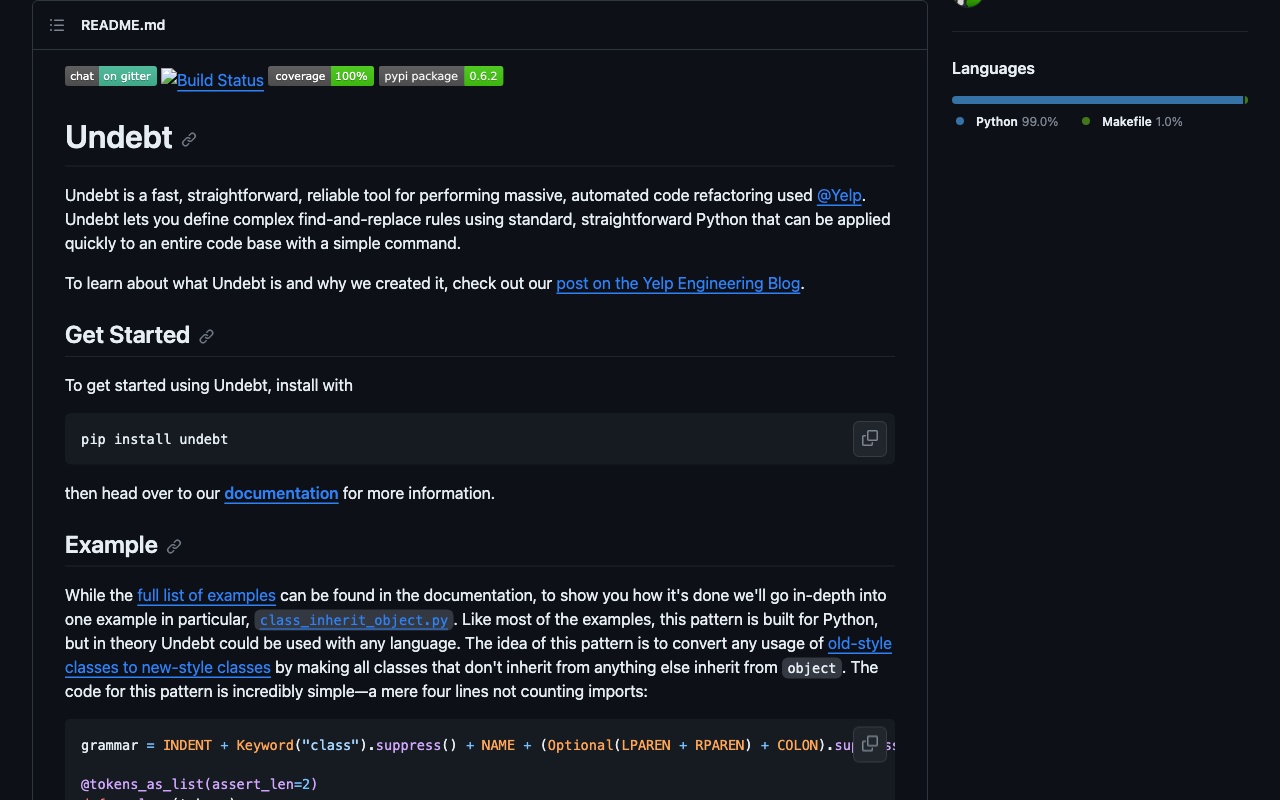 README.md
chat on gitter Build Status coverage 100% pypi package 0.6.2
Undebt
Undebt is a fast, straightforward, reliable tool for performing massive, automated code refactoring used @Yelp.
Undebt lets you define complex find-and-replace rules using standard, straightforward Python that can be applied
quickly to an entire code base with a simple command.
To learn about what Undebt is and why we created it, check out our post on the Yelp Engineering Blog.
Get Started
To get started using Undebt, install with
pip install undebt
then head over to our documentation for more information.
Example
While the full list of examples can be found in the documentation, to show you how it's done we'll go in-depth into
one example in particular, class_inherit_object.py. Like most of the examples, this pattern is built for Python,
but in theory Undebt could be used with any language. The idea of this pattern is to convert any usage of old-style
classes to new-style classes by making all classes that don't inherit from anything else inherit from object. The
code for this pattern is incredibly simple—a mere four lines not counting imports:
grammar = INDENT + Keyword("class").suppress() + NAME + (Optional(LPAREN + RPAREN) + COLON).su
@tokens_as_list(assert_len=2)
Languages
Python 99.0% Makefile 1.0%